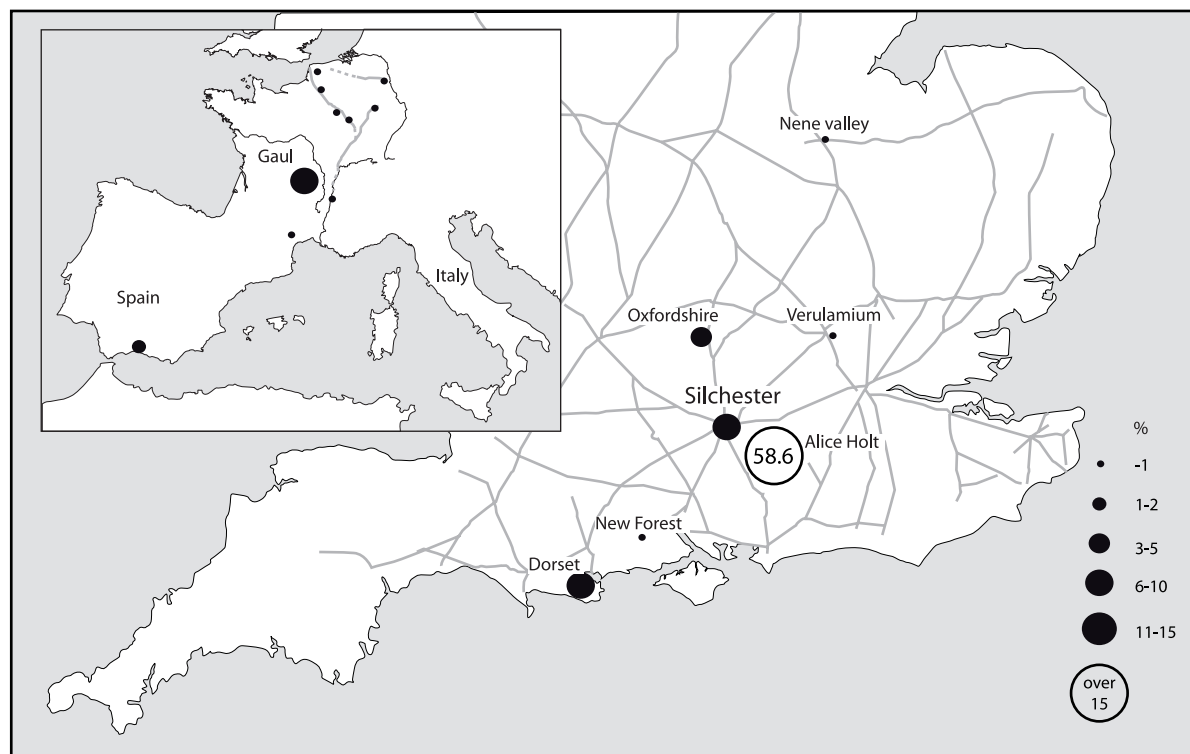 Gaul
Spain
Italy
Nene valley
Oxfordshire
Verulamium
Silchester
58.6
Alice Holt
New Forest
Dorset
%
-1
1-2
3-5
6-10
11-15
over
15